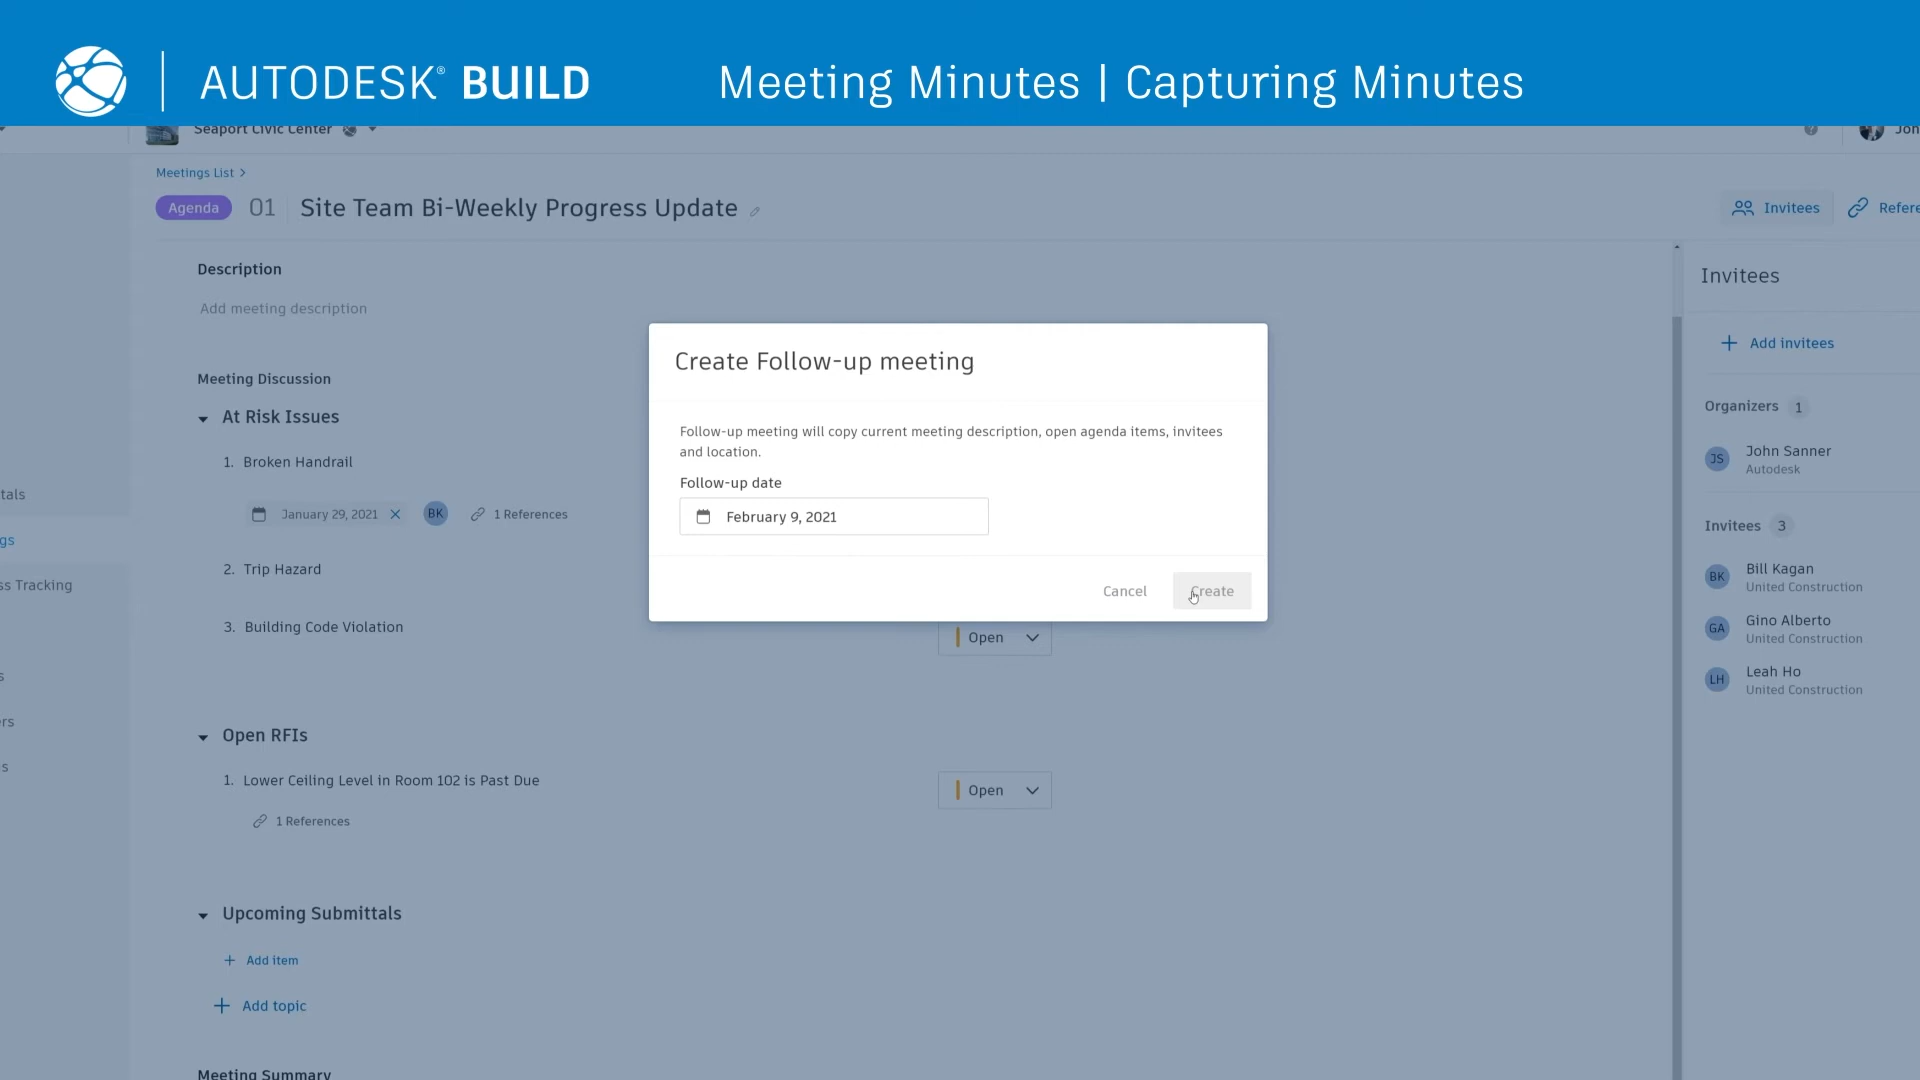 AUTODESK® BUILD
Meeting Minutes | Capturing Minutes
Seaport Civic Center
Meetings List
Agenda 01 Site Team Bi-Weekly Progress Update
Invitees
Description
Add meeting description
Meeting Discussion
At Risk Issues
1. Broken Handrail
January 29, 2021 BK 1 References
2. Trip Hazard
3. Building Code Violation
Open
Open RFIs
1. Lower Ceiling Level in Room 102 is Past Due
Open
1 References
Upcoming Submittals
Add item
Add topic
Meeting Summary
Create Follow-up meeting
Follow-up meeting will copy current meeting description, open agenda items, invitees
and location.
Follow-up date
February 9, 2021
Cancel
Create
Invitees
Add invitees
Organizers 1
JS John Sanner
Autodesk
Invitees 3
BK Bill Kagan
United Construction
GA Gino Alberto
United Construction
LH Leah Ho
United Construction
tals
gs
ss Tracking
s
ers
s
Jon
Refere